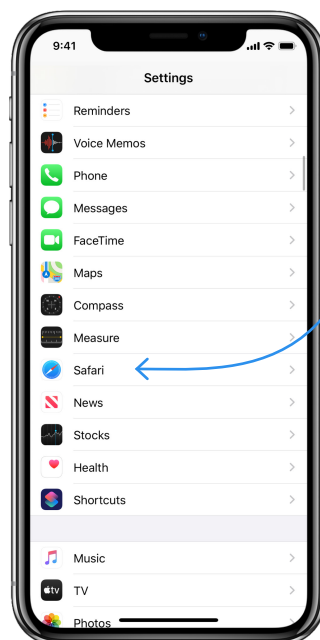 9:41
Settings
Reminders
Voice Memos
Phone
Messages
FaceTime
Maps
Compass
Measure
Safari
News
Stocks
Health
Shortcuts
Music
tv TV
Photos